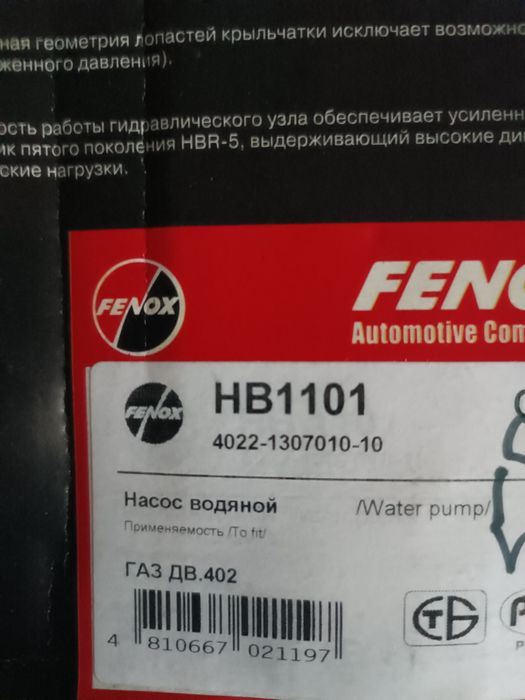 ная геометрия лопастей крыльчатки исключает возможно
женного давления).
ость работы гидравлического узла обеспечивает усилен
ик пятого поколения HBR-5, выдерживающий высокие ди
ские нагрузки.
FENOX
FENO
Automotive Com
FENOX
HB1101
4022-1307010-10
Насос водяной /Water pump/
Применяемость /To fit/
ГАЗ ДВ.402
4 810667 021197
СТБ